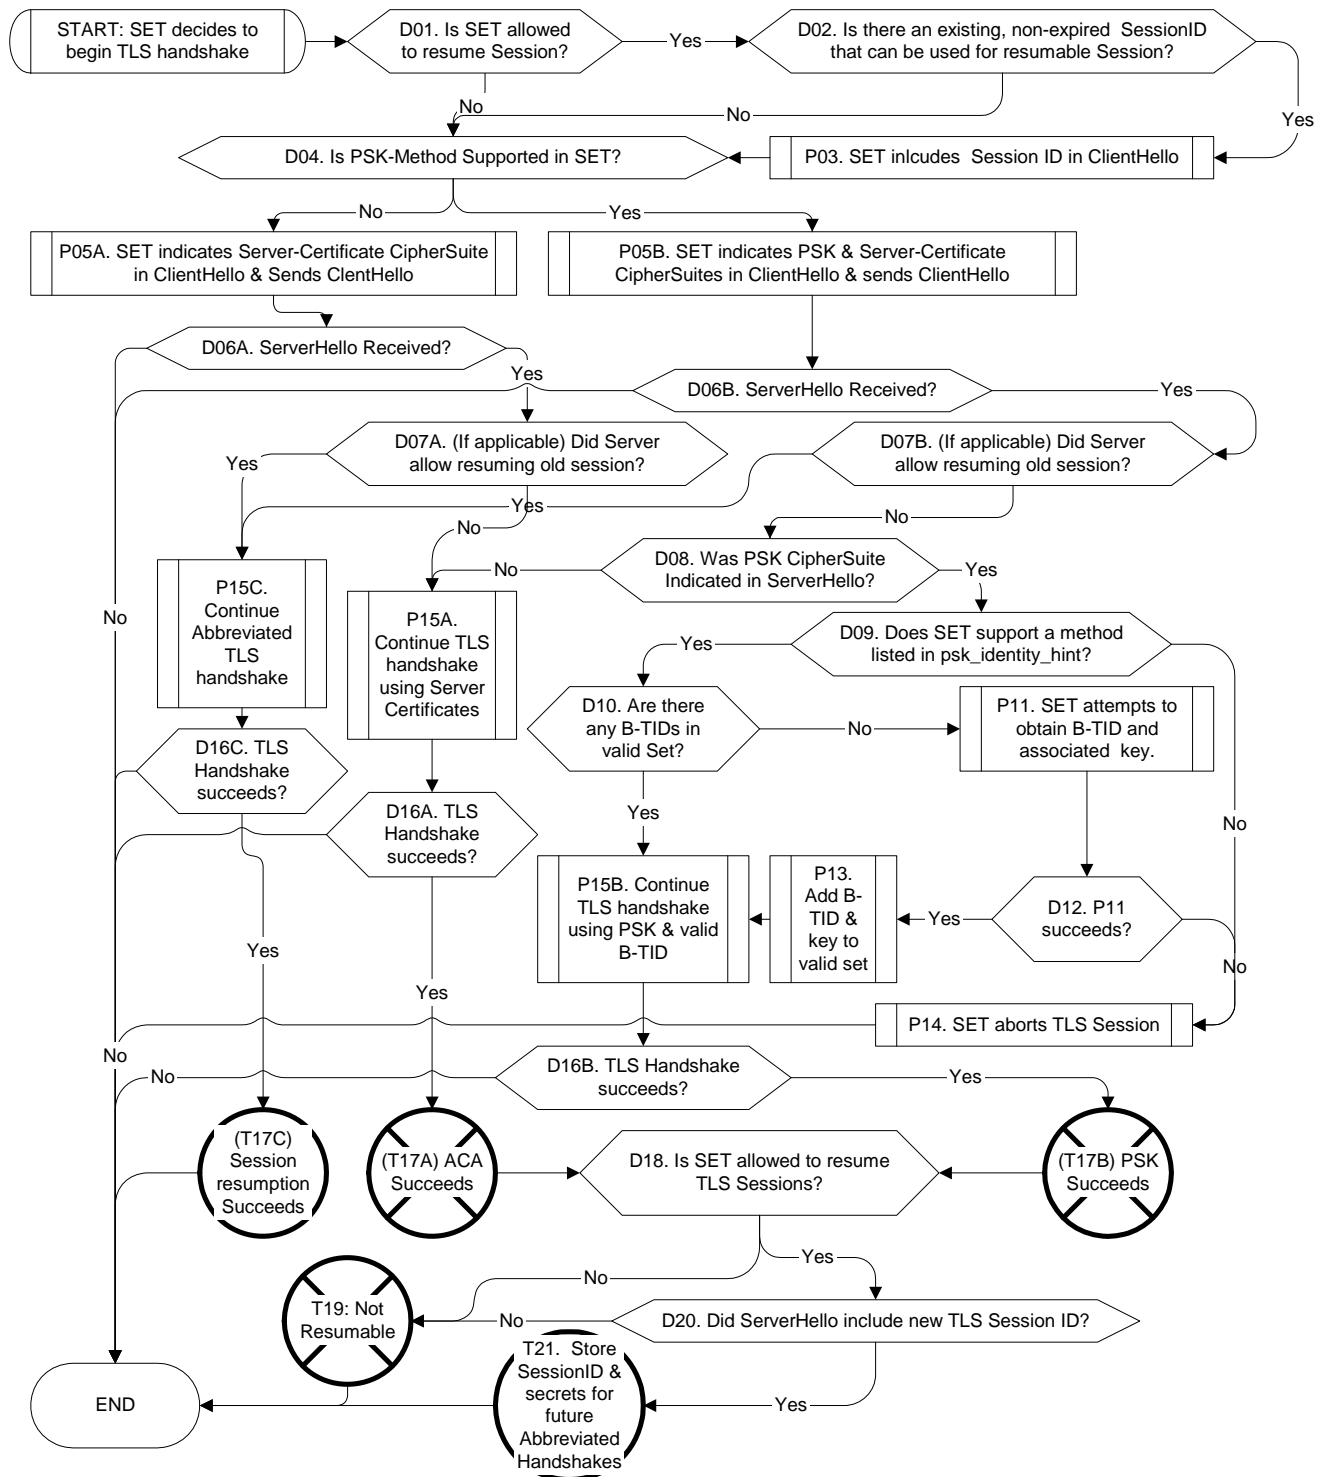 START: SET decides to
begin TLS handshake
D01. Is SET allowed
to resume Session?
Yes
D02. Is there an existing, non-expired  SessionID
that can be used for resumable Session?
No
No
Yes
D04. Is PSK-Method Supported in SET?
P03. SET inlcudes  Session ID in ClientHello
No
Yes
P05A. SET indicates Server-Certificate CipherSuite
in ClientHello & Sends ClentHello
P05B. SET indicates PSK & Server-Certificate
CipherSuites in ClientHello & sends ClientHello
D06A. ServerHello Received?
Yes
D06B. ServerHello Received?
Yes
D07A. (If applicable) Did Server
allow resuming old session?
D07B. (If applicable) Did Server
allow resuming old session?
Yes
Yes
No
No
D08. Was PSK CipherSuite
Indicated in ServerHello?
No
Yes
P15C.
Continue
Abbreviated
TLS
handshake
P15A.
Continue TLS
handshake
using Server
Certificates
No
D09. Does SET support a method
listed in psk_identity_hint?
Yes
D10. Are there
any B-TIDs in
valid Set?
No
P11. SET attempts to
obtain B-TID and
associated  key.
D16C. TLS
Handshake
succeeds?
D16A. TLS
Handshake
succeeds?
Yes
No
P15B. Continue
TLS handshake
using PSK & valid
B-TID
P13.
Add B-
TID &
key to
valid set
Yes
D12. P11
succeeds?
Yes
No
Yes
P14. SET aborts TLS Session
No
D16B. TLS Handshake
succeeds?
No
Yes
(T17C)
Session
resumption
Succeeds
(T17A) ACA
Succeeds
D18. Is SET allowed to resume
TLS Sessions?
(T17B) PSK
Succeeds
Yes
No
T19: Not
Resumable
No
D20. Did ServerHello include new TLS Session ID?
T21.  Store
SessionID &
secrets for
future
Abbreviated
Handshakes
Yes
END